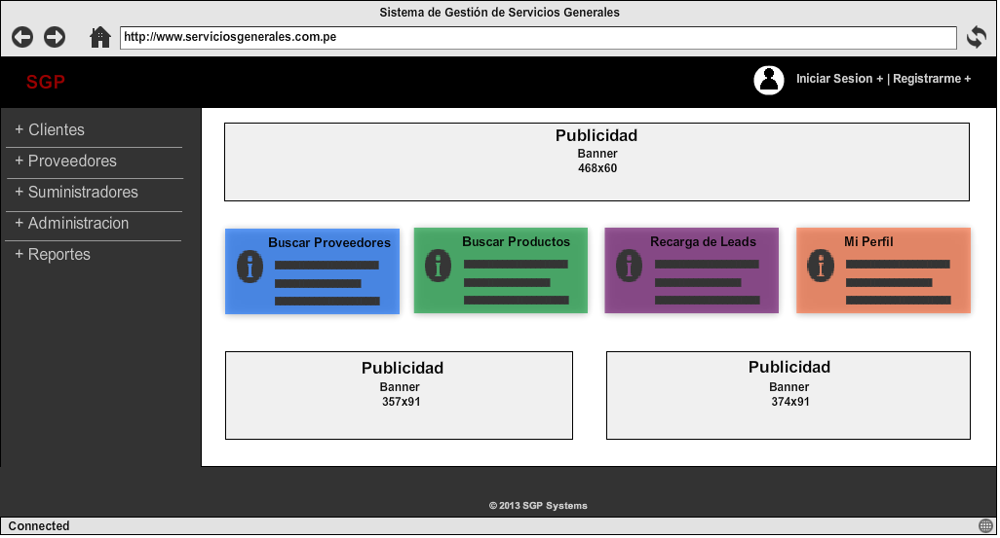 Sistema de Gestión de Servicios Generales
http://www.serviciosgenerales.com.pe
SGP
Iniciar Sesion + | Registrarme +
+ Clientes
+ Proveedores
+ Suministradores
+ Administracion
+ Reportes
Publicidad
Banner
468x60
Buscar Proveedores
Buscar Productos
Recarga de Leads
Mi Perfil
Publicidad
Banner
357x91
Publicidad
Banner
374x91
© 2013 SGP Systems
Connected